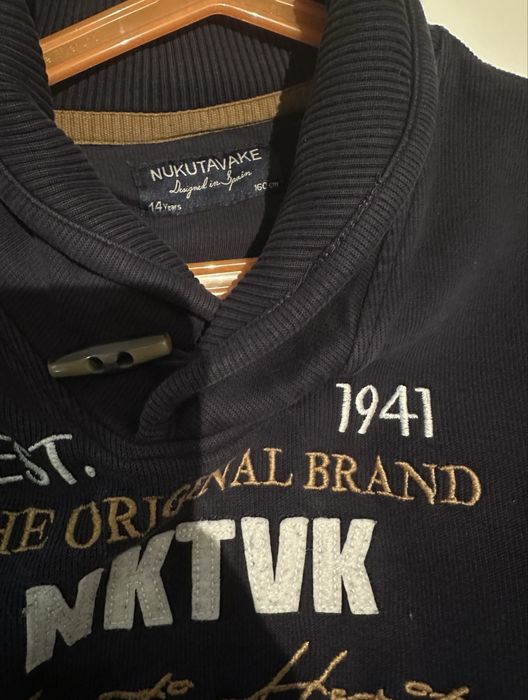 NUKUTAVAKE
Designed in Spain
14 Years 160 cm
EST. 1941
HE ORIGINAL BRAND
NKTVK